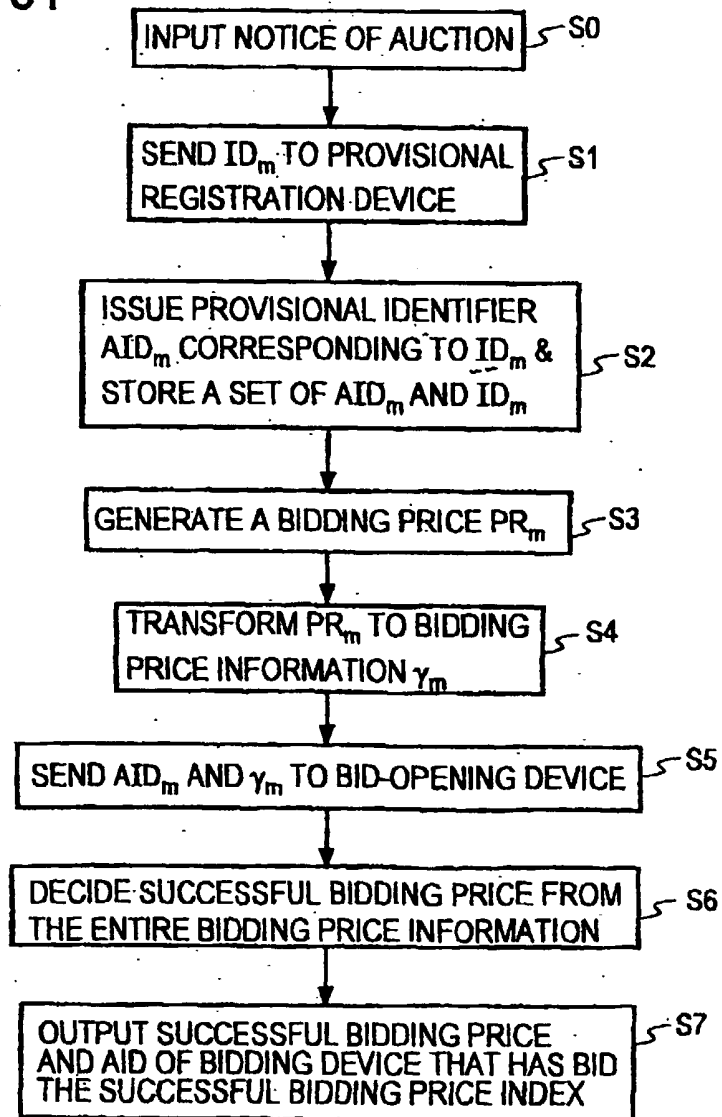 INPUT NOTICE OF AUCTION S0
SEND IDm TO PROVISIONAL S1
REGISTRATION DEVICE
ISSUE PROVISIONAL IDENTIFIER
AIDm CORRESPONDING TO IDm & S2
STORE A SET OF AIDm AND IDm
GENERATE A BIDDING PRICE PRm S3
TRANSFORM PRm TO BIDDING S4
PRICE INFORMATION γm
SEND AIDm AND γm TO BID-OPENING DEVICE S5
DECIDE SUCCESSFUL BIDDING PRICE FROM S6
THE ENTIRE BIDDING PRICE INFORMATION
OUTPUT SUCCESSFUL BIDDING PRICE S7
AND AID OF BIDDING DEVICE THAT HAS BID
THE SUCCESSFUL BIDDING PRICE INDEX